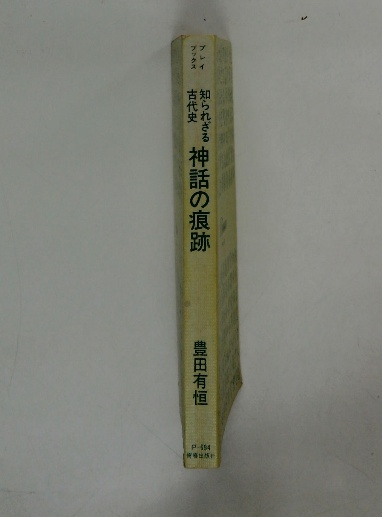 プレイ
ブックス
知られざる
古代史
神話の痕跡
豊田有恒